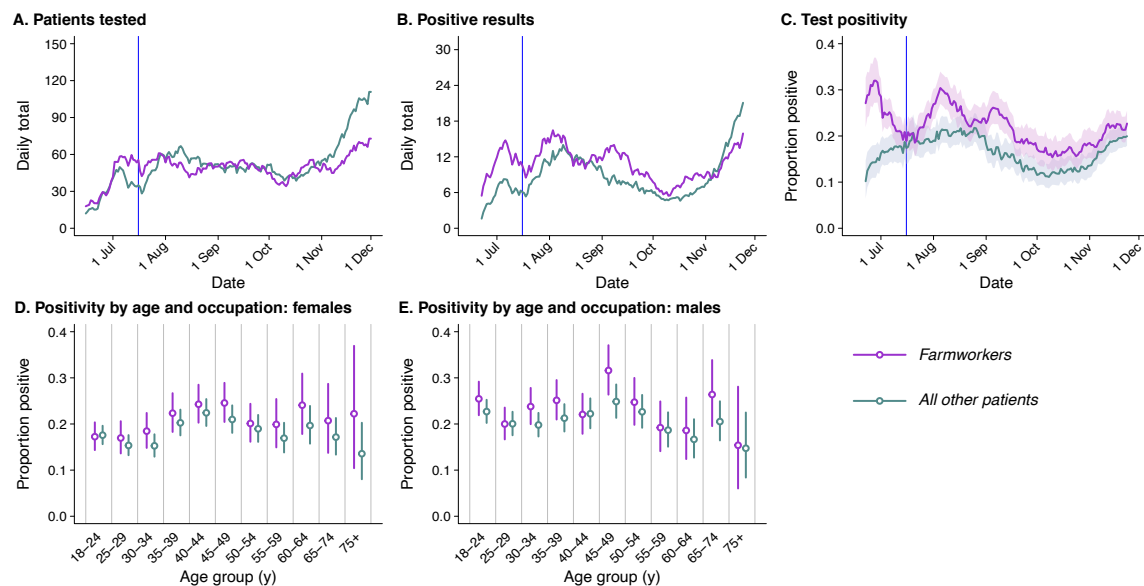 A. Patients tested
150
120
90
60
30
0
Daily total
1 Jul
1 Aug
1 Sep
1 Oct
1 Nov
1 Dec
Date
B. Positive results
30
24
18
12
6
0
Daily total
1 Jul
1 Aug
1 Sep
1 Oct
1 Nov
1 Dec
Date
C. Test positivity
0.4
0.3
0.2
0.1
0.0
Proportion positive
1 Jul
1 Aug
1 Sep
1 Oct
1 Nov
1 Dec
Date
D. Positivity by age and occupation: females
0.4
0.3
0.2
0.1
0.0
Proportion positive
18–24
25–29
30–34
35–39
40–44
45–49
50–54
55–59
60–64
65–74
75+
Age group (y)
E. Positivity by age and occupation: males
0.4
0.3
0.2
0.1
0.0
Proportion positive
18–24
25–29
30–34
35–39
40–44
45–49
50–54
55–59
60–64
65–74
75+
Age group (y)
Farmworkers
All other patients